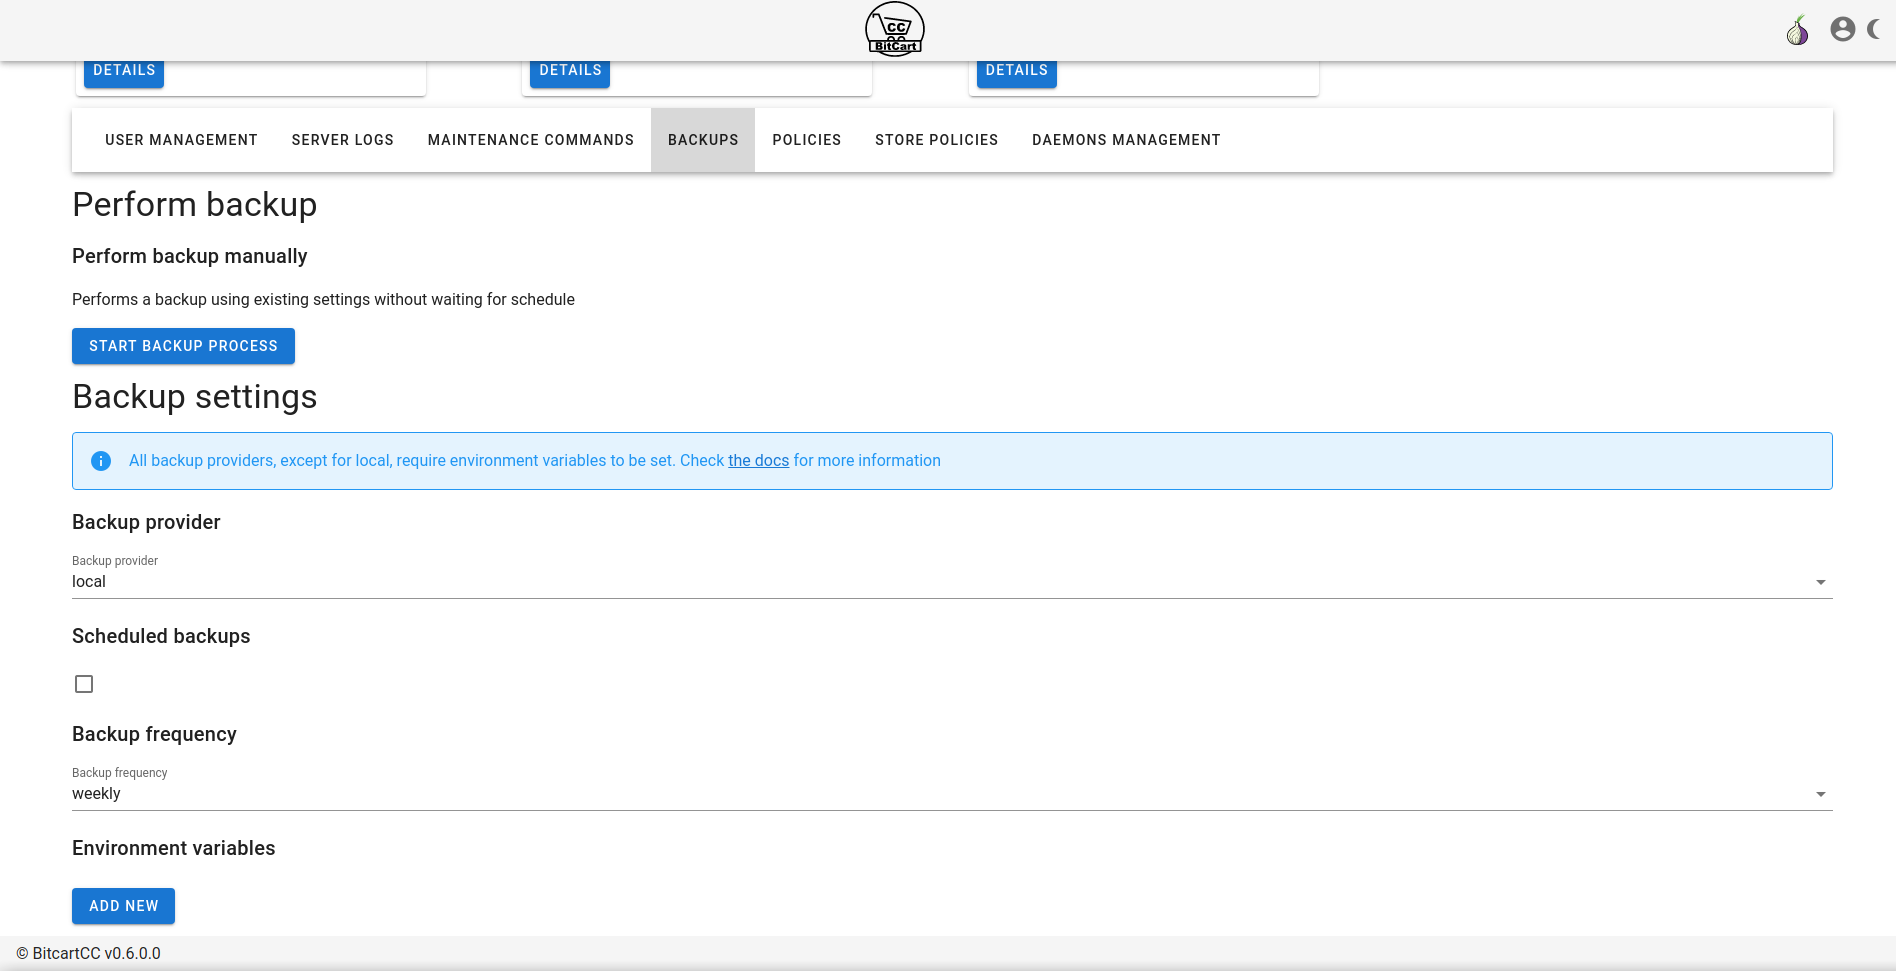 CC
BitCart
DETAILS DETAILS DETAILS
USER MANAGEMENT SERVER LOGS MAINTENANCE COMMANDS BACKUPS POLICIES STORE POLICIES DAEMONS MANAGEMENT
Perform backup
Perform backup manually
Performs a backup using existing settings without waiting for schedule
START BACKUP PROCESS
Backup settings
All backup providers, except for local, require environment variables to be set. Check the docs for more information
Backup provider
Backup provider
local
Scheduled backups
Backup frequency
Backup frequency
weekly
Environment variables
ADD NEW
© BitcartCC v0.6.0.0